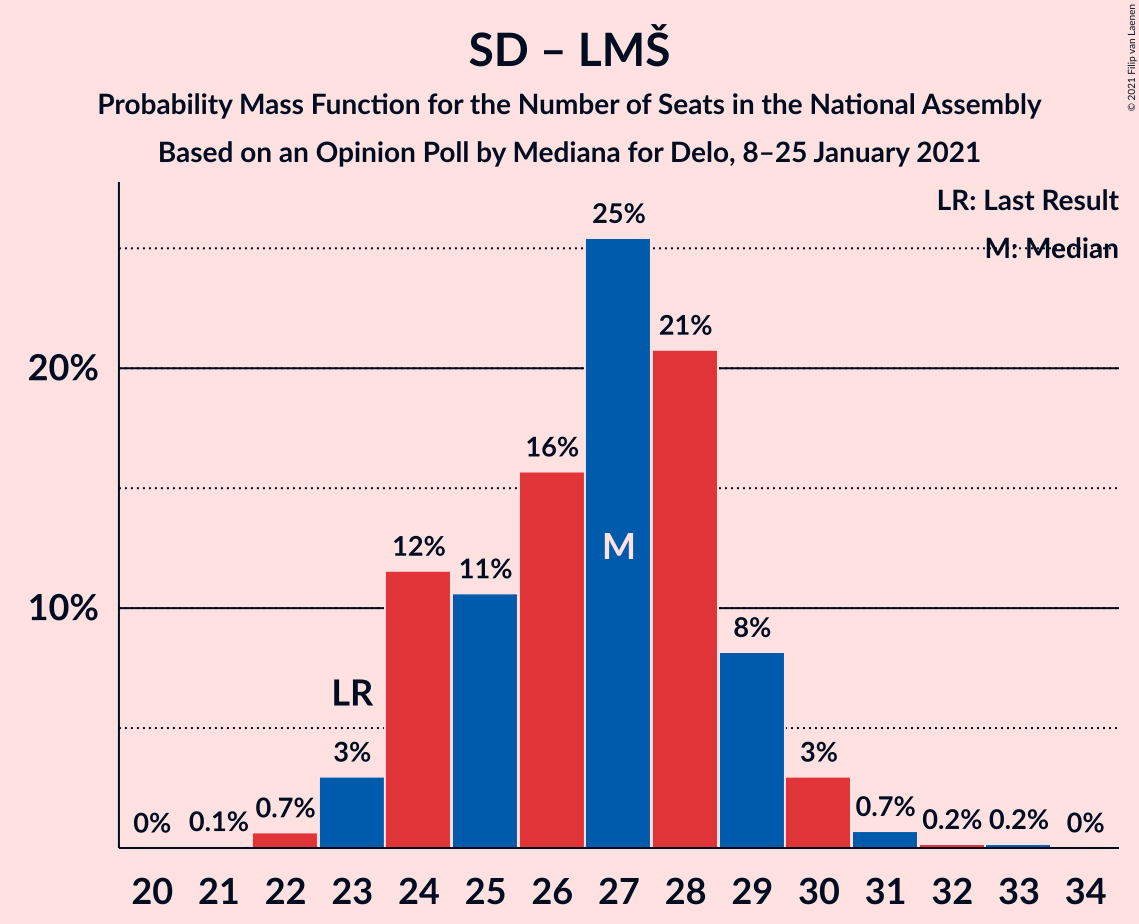 SD – LMŠ
Probability Mass Function for the Number of Seats in the National Assembly
Based on an Opinion Poll by Mediana for Delo, 8–25 January 2021
© 2021 Filip van Laenen
LR: Last Result
M: Median
20%
10%
0%
0.1%
0.7%
3%
LR
12%
11%
16%
25%
M
21%
8%
3%
0.7%
0.2%
0.2%
0%
20 21 22 23 24 25 26 27 28 29 30 31 32 33 34